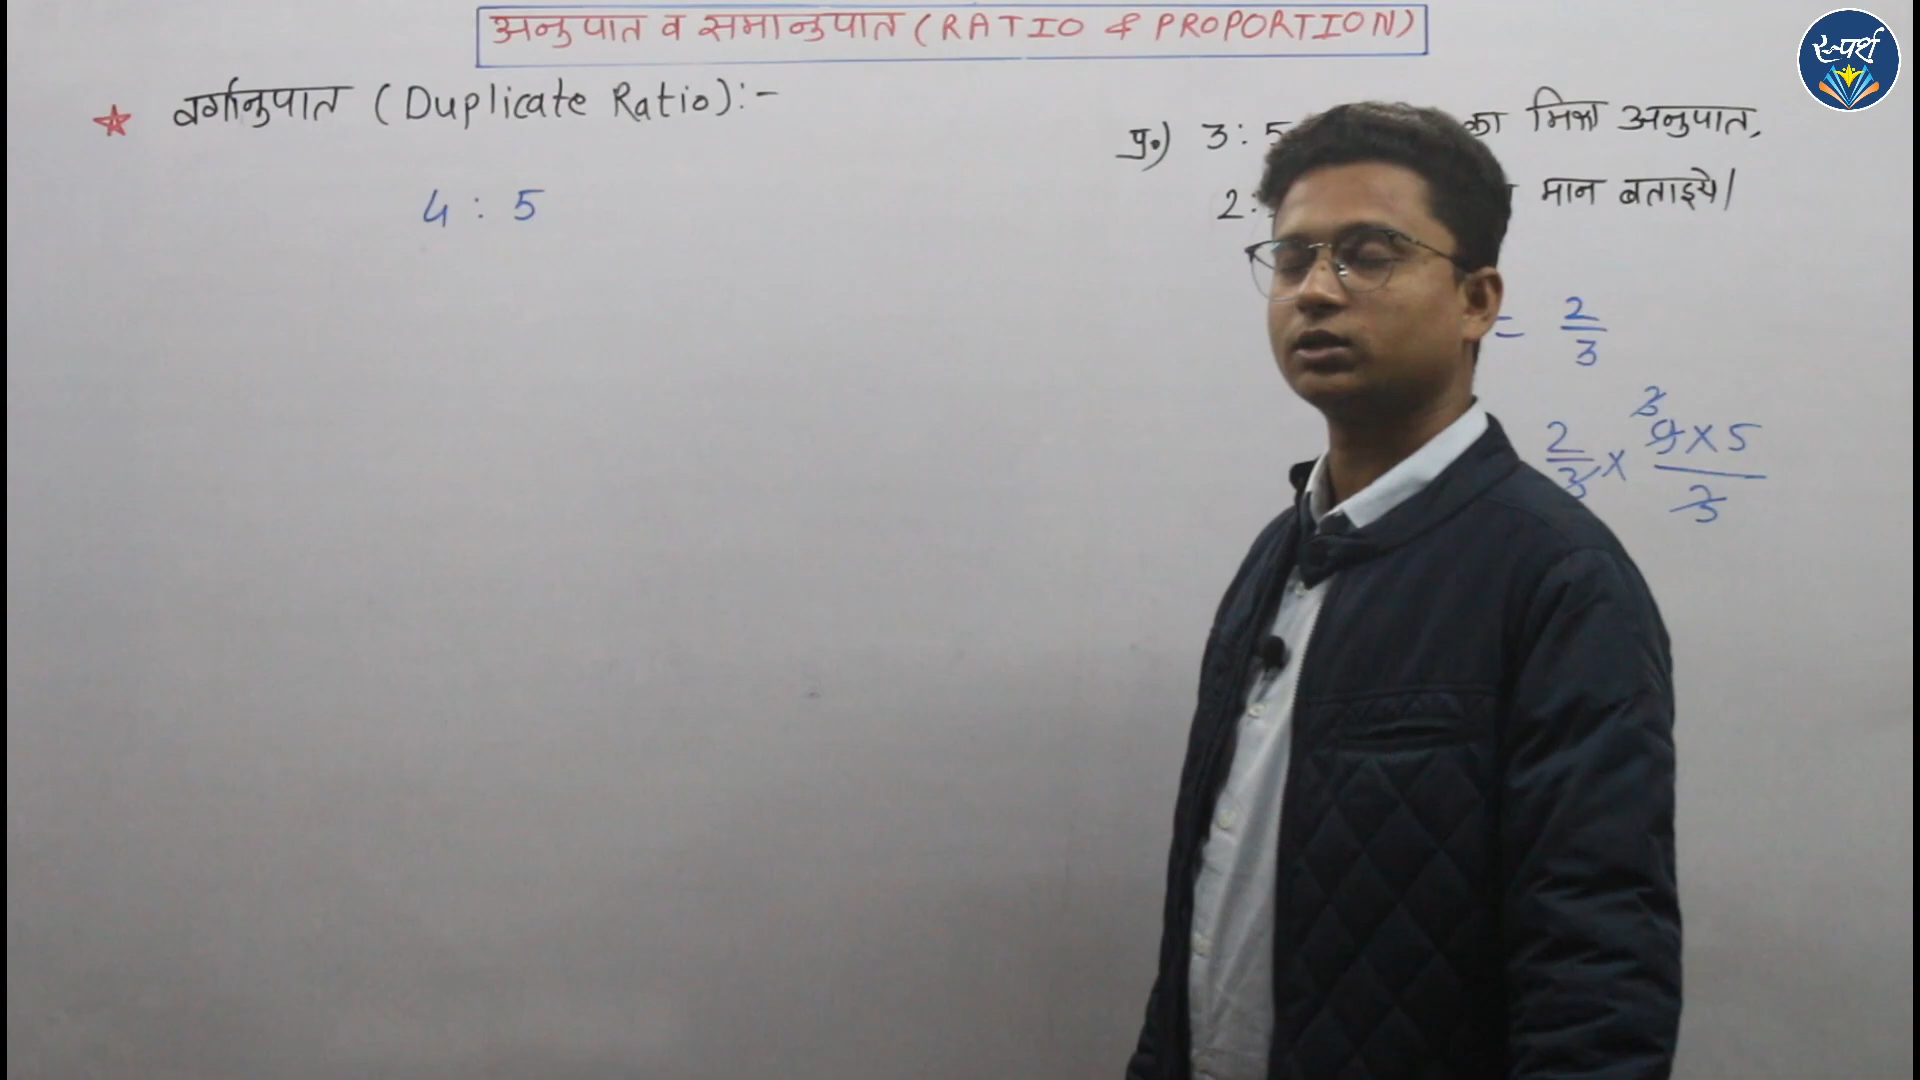 अनुपात व समानुपात (RATIO & PROPORTION)
वर्गानुपात (Duplicate Ratio):-
4 : 5
प्र.) 3 : 5 का मिश्र अनुपात,
2: मान बताइये।
= 2/3
2/3 × 9×5/3
3
स्पर्श